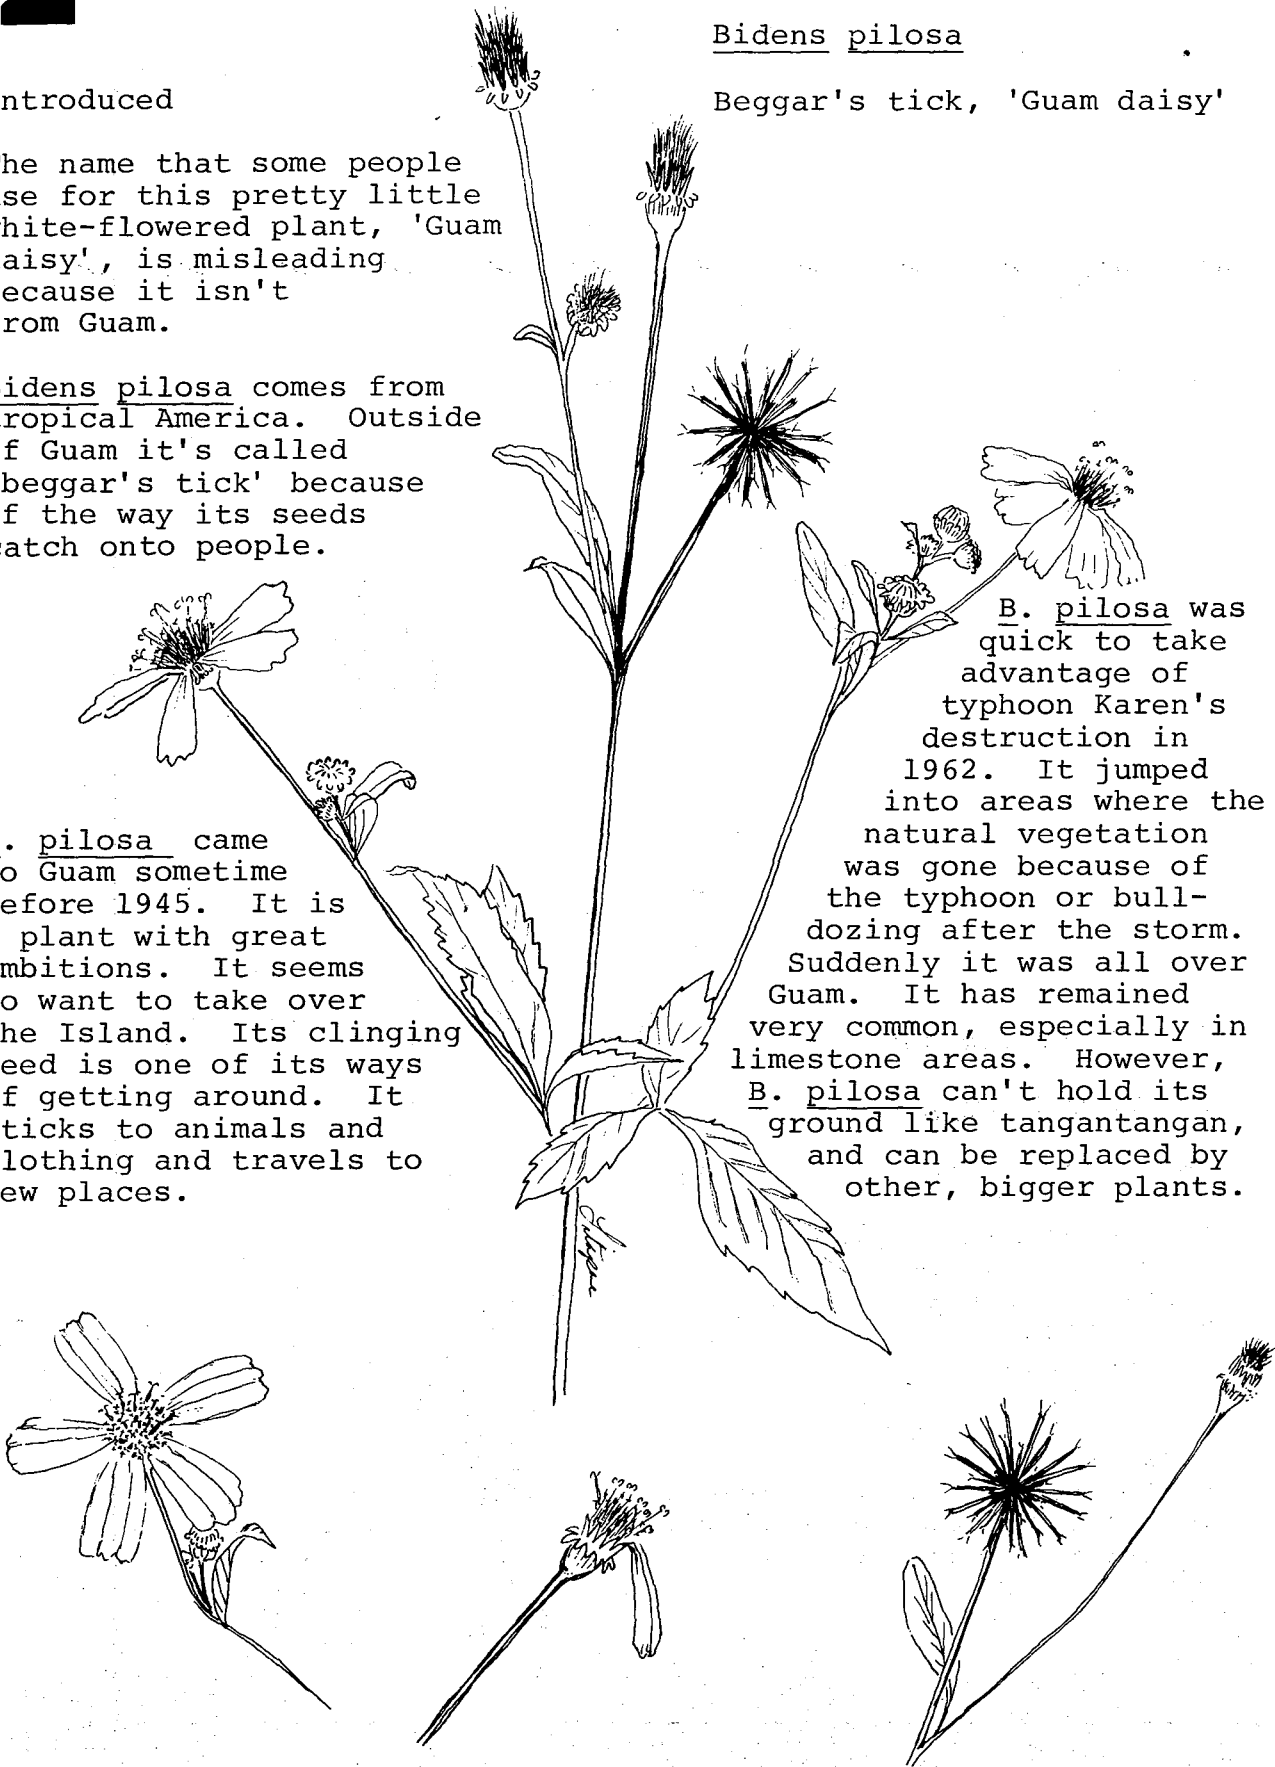 Bidens pilosa
ntroduced
Beggar's tick, 'Guam daisy'
he name that some people
se for this pretty little
hite-flowered plant, 'Guam
aisy', is misleading
ecause it isn't
rom Guam.
idens pilosa comes from
ropical America. Outside
f Guam it's called
beggar's tick' because
f the way its seeds
atch onto people.
. pilosa came
o Guam sometime
efore 1945. It is
plant with great
mbitions. It seems
o want to take over
he Island. Its clinging
eed is one of its ways
f getting around. It
ticks to animals and
lothing and travels to
ew places.
B. pilosa was
quick to take
advantage of
typhoon Karen's
destruction in
1962. It jumped
into areas where the
natural vegetation
was gone because of
the typhoon or bull-
dozing after the storm.
Suddenly it was all over
Guam. It has remained
very common, especially in
limestone areas. However,
B. pilosa can't hold its
ground like tangantangan,
and can be replaced by
other, bigger plants.